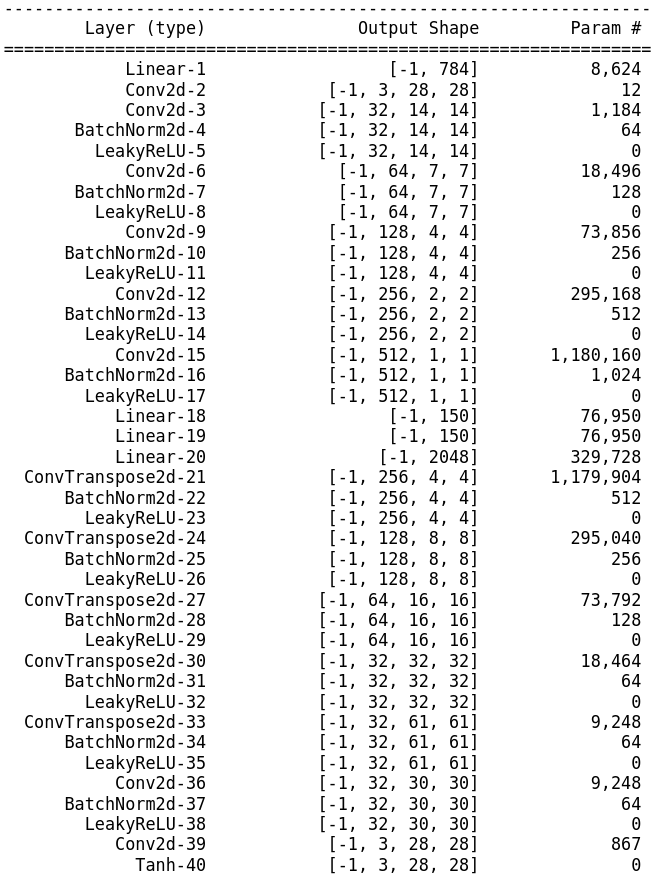 ----------------------------------------------------------------
Layer (type) Output Shape Param #
================================================================
Linear-1 [-1, 784] 8,624
Conv2d-2 [-1, 3, 28, 28] 12
Conv2d-3 [-1, 32, 14, 14] 1,184
BatchNorm2d-4 [-1, 32, 14, 14] 64
LeakyReLU-5 [-1, 32, 14, 14] 0
Conv2d-6 [-1, 64, 7, 7] 18,496
BatchNorm2d-7 [-1, 64, 7, 7] 128
LeakyReLU-8 [-1, 64, 7, 7] 0
Conv2d-9 [-1, 128, 4, 4] 73,856
BatchNorm2d-10 [-1, 128, 4, 4] 256
LeakyReLU-11 [-1, 128, 4, 4] 0
Conv2d-12 [-1, 256, 2, 2] 295,168
BatchNorm2d-13 [-1, 256, 2, 2] 512
LeakyReLU-14 [-1, 256, 2, 2] 0
Conv2d-15 [-1, 512, 1, 1] 1,180,160
BatchNorm2d-16 [-1, 512, 1, 1] 1,024
LeakyReLU-17 [-1, 512, 1, 1] 0
Linear-18 [-1, 150] 76,950
Linear-19 [-1, 150] 76,950
Linear-20 [-1, 2048] 329,728
ConvTranspose2d-21 [-1, 256, 4, 4] 1,179,904
BatchNorm2d-22 [-1, 256, 4, 4] 512
LeakyReLU-23 [-1, 256, 4, 4] 0
ConvTranspose2d-24 [-1, 128, 8, 8] 295,040
BatchNorm2d-25 [-1, 128, 8, 8] 256
LeakyReLU-26 [-1, 128, 8, 8] 0
ConvTranspose2d-27 [-1, 64, 16, 16] 73,792
BatchNorm2d-28 [-1, 64, 16, 16] 128
LeakyReLU-29 [-1, 64, 16, 16] 0
ConvTranspose2d-30 [-1, 32, 32, 32] 18,464
BatchNorm2d-31 [-1, 32, 32, 32] 64
LeakyReLU-32 [-1, 32, 32, 32] 0
ConvTranspose2d-33 [-1, 32, 61, 61] 9,248
BatchNorm2d-34 [-1, 32, 61, 61] 64
LeakyReLU-35 [-1, 32, 61, 61] 0
Conv2d-36 [-1, 32, 30, 30] 9,248
BatchNorm2d-37 [-1, 32, 30, 30] 64
LeakyReLU-38 [-1, 32, 30, 30] 0
Conv2d-39 [-1, 3, 28, 28] 867
Tanh-40 [-1, 3, 28, 28] 0